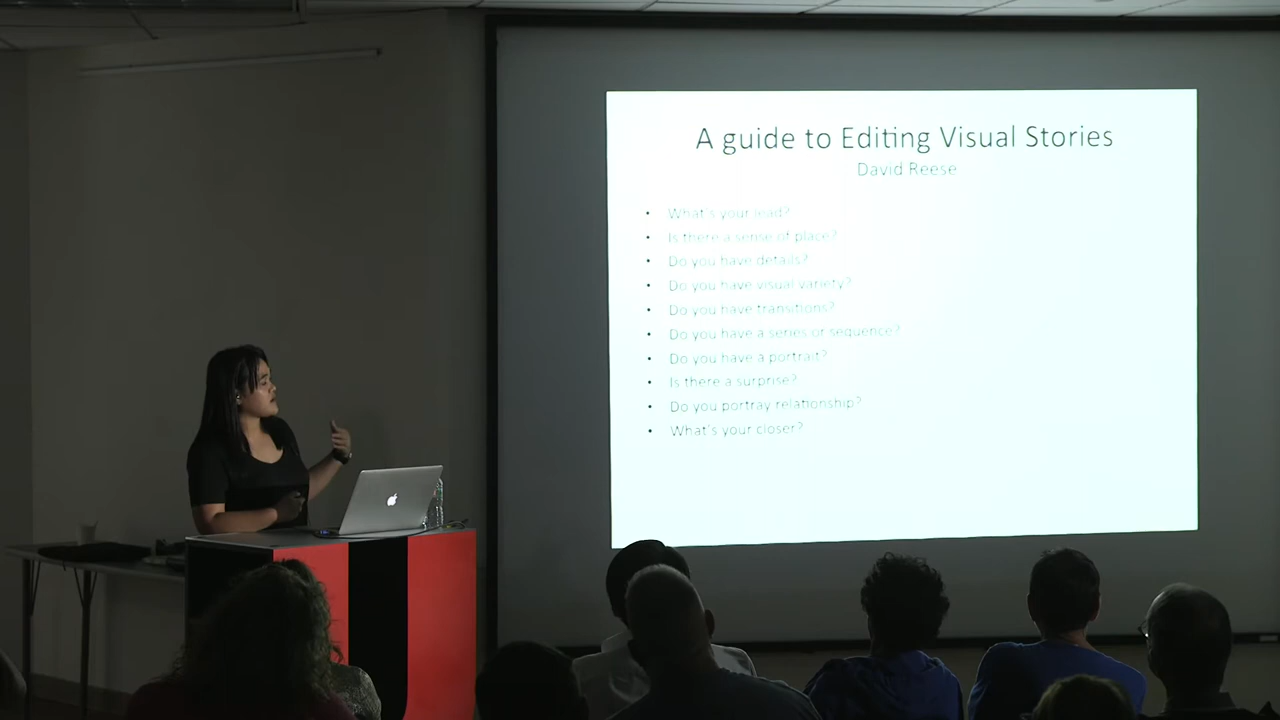 A guide to Editing Visual Stories
David Reese
• What's your lead?
• Is there a sense of place?
• Do you have details?
• Do you have visual variety?
• Do you have transitions?
• Do you have a series or sequence?
• Do you have a portrait?
• Is there a surprise?
• Do you portray relationship?
• What's your closer?